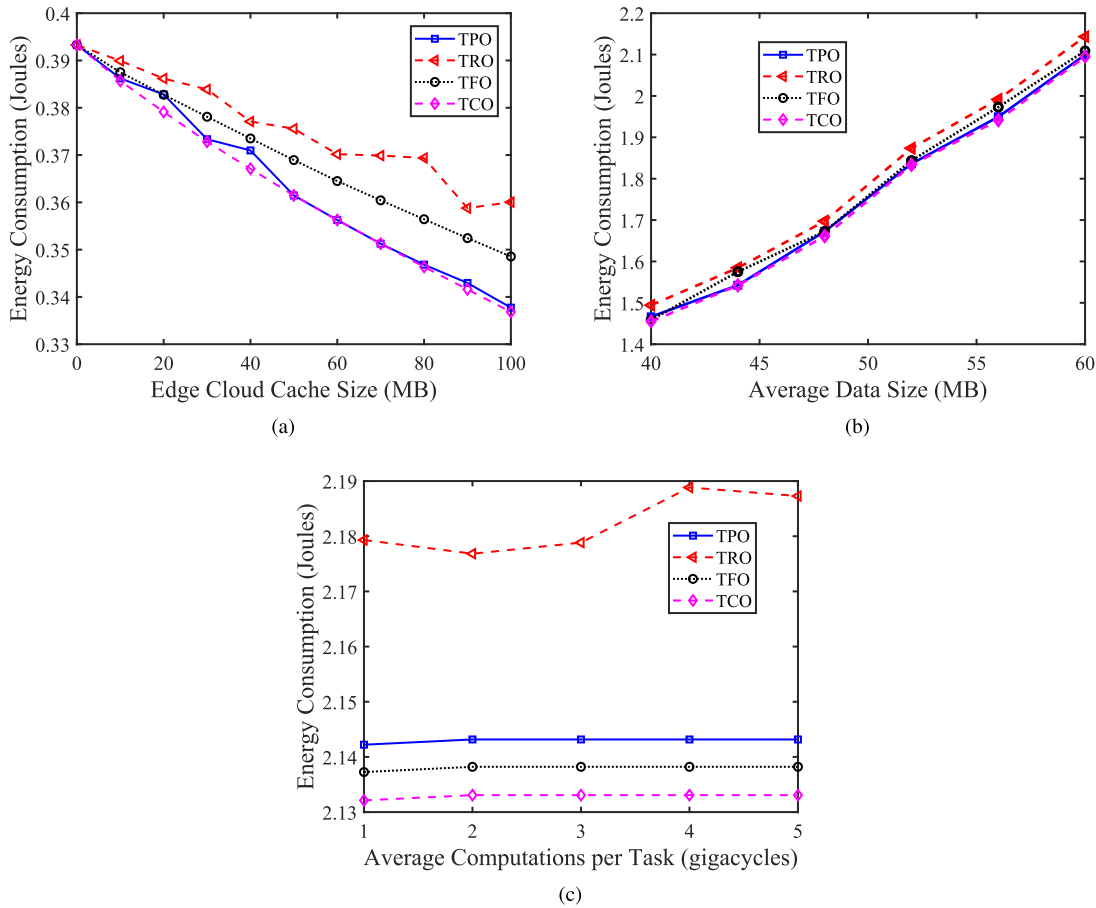 0.4
0.39
0.38
0.37
0.36
0.35
0.34
0.33
Energy Consumption (Joules)
TPO
TRO
TFO
TCO
0 20 40 60 80 100
Edge Cloud Cache Size (MB)
(a)
2.2
2.1
2
1.9
1.8
1.7
1.6
1.5
1.4
Energy Consumption (Joules)
TPO
TRO
TFO
TCO
40 45 50 55 60
Average Data Size (MB)
(b)
2.19
2.18
2.17
2.16
2.15
2.14
2.13
Energy Consumption (Joules)
TPO
TRO
TFO
TCO
1 2 3 4 5
Average Computations per Task (gigacycles)
(c)